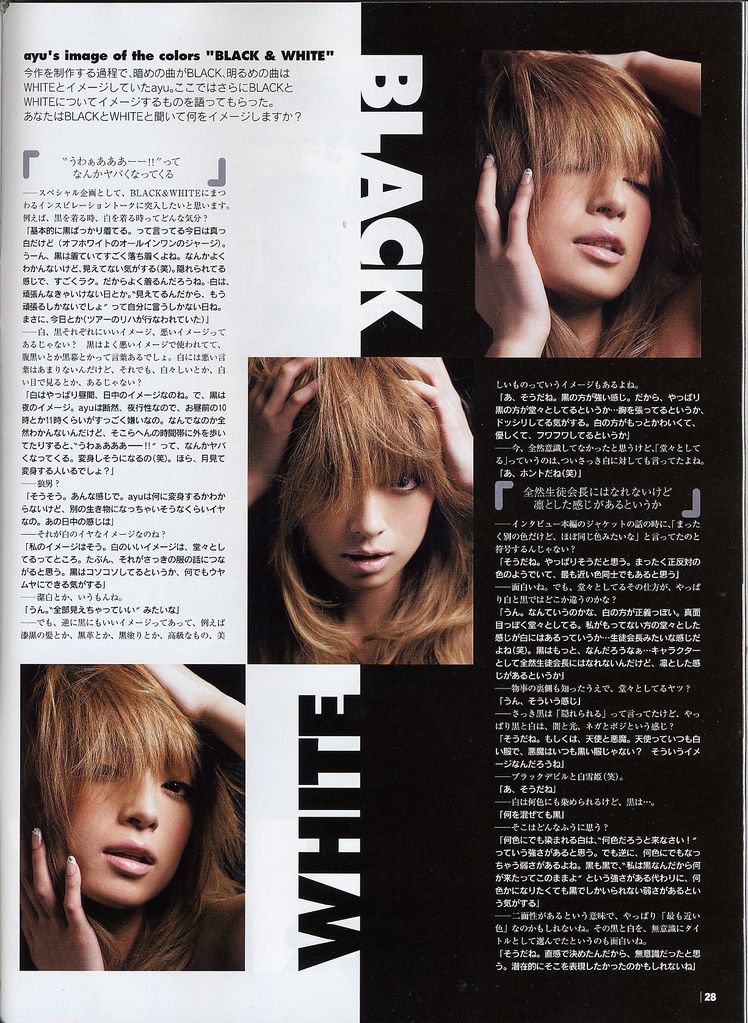 ayu's image of the colors "BLACK & WHITE"
今作を制作する過程で、暗めの曲がBLACK、明るめの曲は
WHITEとイメージしていたayu。ここではさらにBLACKと
WHITEについてイメージするものを語ってもらった。
あなたはBLACKとWHITEと聞いて何をイメージしますか？
“うわぁあああーー!!”って
なんかヤバくなってくる
――スペシャル企画として、BLACK&WHITEにまつ
わるインスピレーショントークに突入したいと思います。
例えば、黒を着る時、白を着る時ってどんな気分？
「基本的に黒ばっかり着てる。って言ってる今日は真っ
白だけど（オフホワイトのオールインワンのジャージ）。
うーん、黒は着ていてすごく落ち着くよね。なんかよく
わかんないけど、見えてない気がする（笑）。隠れられてる
感じで、すごくラク。だからよく着るんだろうね。白は、
頑張んなきゃいけない日とか。“見えてるんだから、もう
頑張るしかないでしょ”って自分に言うしかない日ね。
まさに、今日とか（ツアーのリハが行なわれていた）」
――白、黒それぞれにいいイメージ、悪いイメージって
あるじゃない？　黒はよく悪いイメージで使われてて、
腹黒いとか黒幕とかって言葉あるでしょ。白には悪い言
葉はあまりないんだけど、それでも、白々しいとか、白
い目で見るとか、あるじゃない？
「白はやっぱり昼間、日中のイメージなのね。で、黒は
夜のイメージ。ayuは断然、夜行性なので、お昼前の10
時とか11時くらいがすっごく嫌いなの。なんでなのか全
然わかんないんだけど、そこらへんの時間帯に外を歩い
てたりすると、“うわぁああああー!!”って、なんかヤバ
くなってくる。変身しそうになるの（笑）。ほら、月見て
変身する人いるでしょ？」
――狼男？
「そうそう。あんな感じで。ayuは何に変身するかわか
らないけど、別の生き物になっちゃいそうなくらいイヤ
なの。あの日中の感じは」
――それが白のイヤなイメージなのね？
「私のイメージはそう。白のいいイメージは、堂々とし
てるってところ。たぶん、それがさっきの服の話につな
がると思う。黒はコソコソしてるというか、何でもウヤ
ムヤにできる気がする」
――潔白とか、いうもんね。
「うん。“全部見えちゃっていい”みたいな」
――でも、逆に黒にもいいイメージってあって、例えば
漆黒の髪とか、黒革とか、黒塗りとか、高級なもの、美
BLACK
WHITE
しいものっていうイメージもあるよね。
「あ、そうだね。黒の方が強い感じ。だから、やっぱり
黒の方が堂々としてるというか…胸を張ってるというか、
ドッシリしてる気がする。白の方がもっとかわいくて、
優しくて、フワフワしてるというか」
――今、全然意識してなかったと思うけど、「堂々として
る」っていうのは、ついさっき白に対しても言ってたよね。
「あ、ホントだね（笑）」
全然生徒会長にはなれないけど
凛とした感じがあるというか
――インタビュー本編のジャケットの話の時に、「まった
く別の色だけど、ほぼ同じ色みたいな」と言ってたのと
符号するんじゃない？
「そうだね。やっぱりそうだと思う。まったく正反対の
色のようでいて、最も近い色同士でもあると思う」
――面白いね。でも、堂々としてるその仕方が、やっぱ
り白と黒ではどこか違うのかな？
「うん。なんていうのかな、白の方が正義っぽい。真面
目っぽく堂々としてる。私がもってない方の堂々とした
感じが白にはあるっていうか…生徒会長みたいな感じだ
よね（笑）。黒はもっと、なんだろうなぁ…キャラクター
として全然生徒会長にはなれないんだけど、凛とした感
じがあるというか」
――物事の裏側も知ったうえで、堂々としてるヤツ？
「うん、そういう感じ」
――さっき黒は「隠れられる」って言ってたけど、やっ
ぱり黒と白は、闇と光、ネガとポジという感じ？
「そうだね。もしくは、天使と悪魔。天使っていつも白
い服で、悪魔はいつも黒い服じゃない？　そういうイメ
ージなんだろうね」
――ブラックデビルと白雪姫（笑）。
「あ、そうだね」
――白は何色にも染められるけど、黒は…。
「何を混ぜても黒」
――そこはどんなふうに思う？
「何色にでも染まれる白は、“何色だろうと来なさい！”
っていう強さがあると思う。でも逆に、何色にでもなっ
ちゃう弱さがあるよね。黒も黒で、“私は黒なんだから何
が来たってこのままよ”という強さがある代わりに、何
色かになりたくても黒でしかいられない弱さがあるとい
う気がする」
――二面性があるという意味で、やっぱり「最も近い
色」なのかもしれないね。その黒と白を、無意識にタイ
トルとして選んでたというのも面白いね。
「そうだね。直感で決めたんだから、無意識だったと思
う。潜在的にそこを表現したかったのかもしれないね」
28